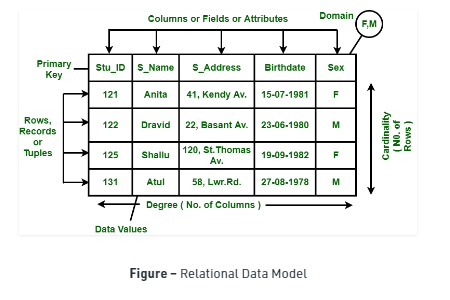 Columns or Fields or Attributes
Domain
F,M
Primary
Key
Stu_ID S_Name S_Address Birthdate Sex
121 Anita 41, Kendy Av. 15-07-1981 F
122 Dravid 22, Basant Av. 23-06-1980 M
125 Shallu 120, St.Thomas Av. 19-09-1982 F
131 Atul 58, Lwr.Rd. 27-08-1978 M
Rows,
Records
or
Tuples
Cardinality
( N0. of
Rows )
Degree ( No. of Columns )
Data Values
Figure – Relational Data Model